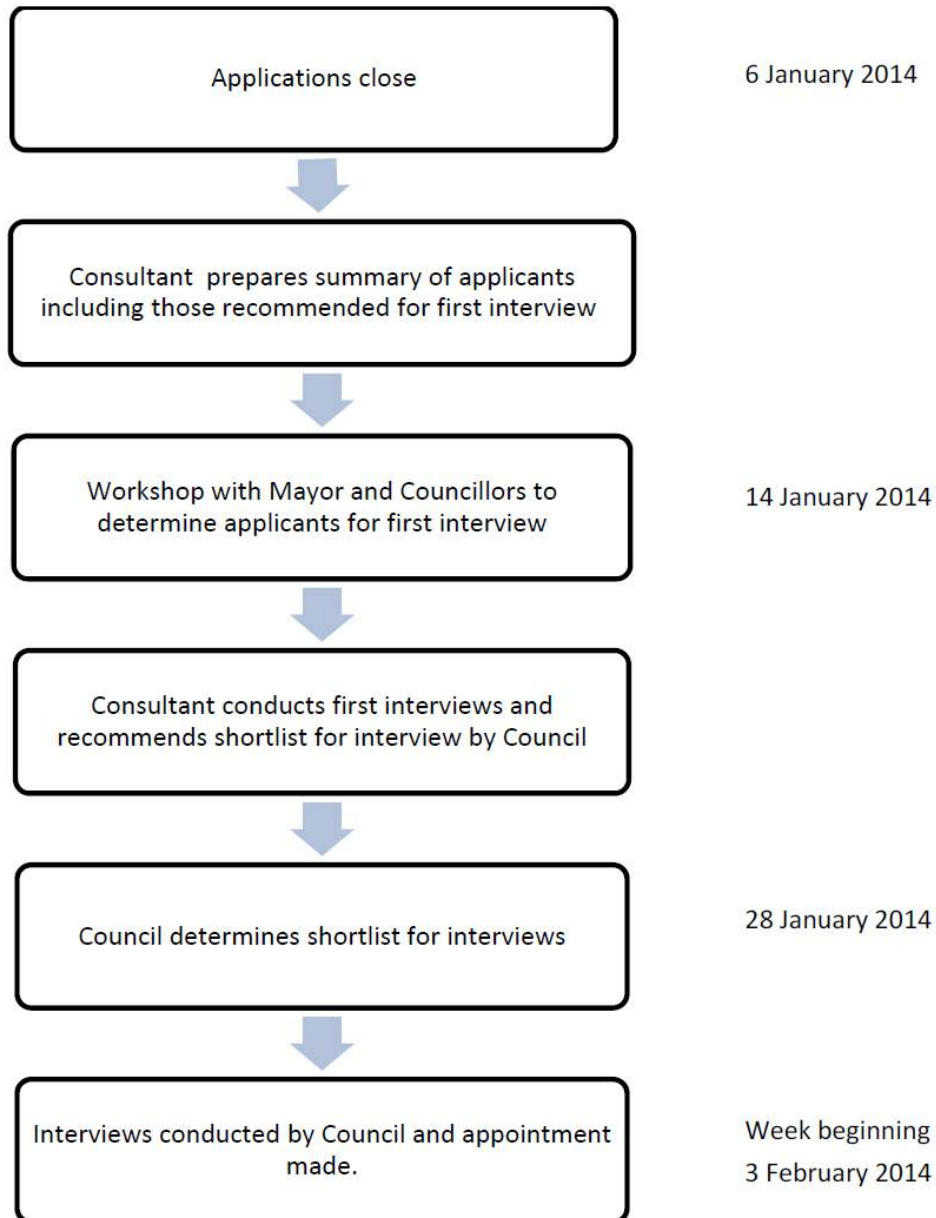 Applications close
6 January 2014
Consultant prepares summary of applicants
including those recommended for first interview
Workshop with Mayor and Councillors to
determine applicants for first interview
14 January 2014
Consultant conducts first interviews and
recommends shortlist for interview by Council
Council determines shortlist for interviews
28 January 2014
Interviews conducted by Council and appointment
made.
Week beginning
3 February 2014